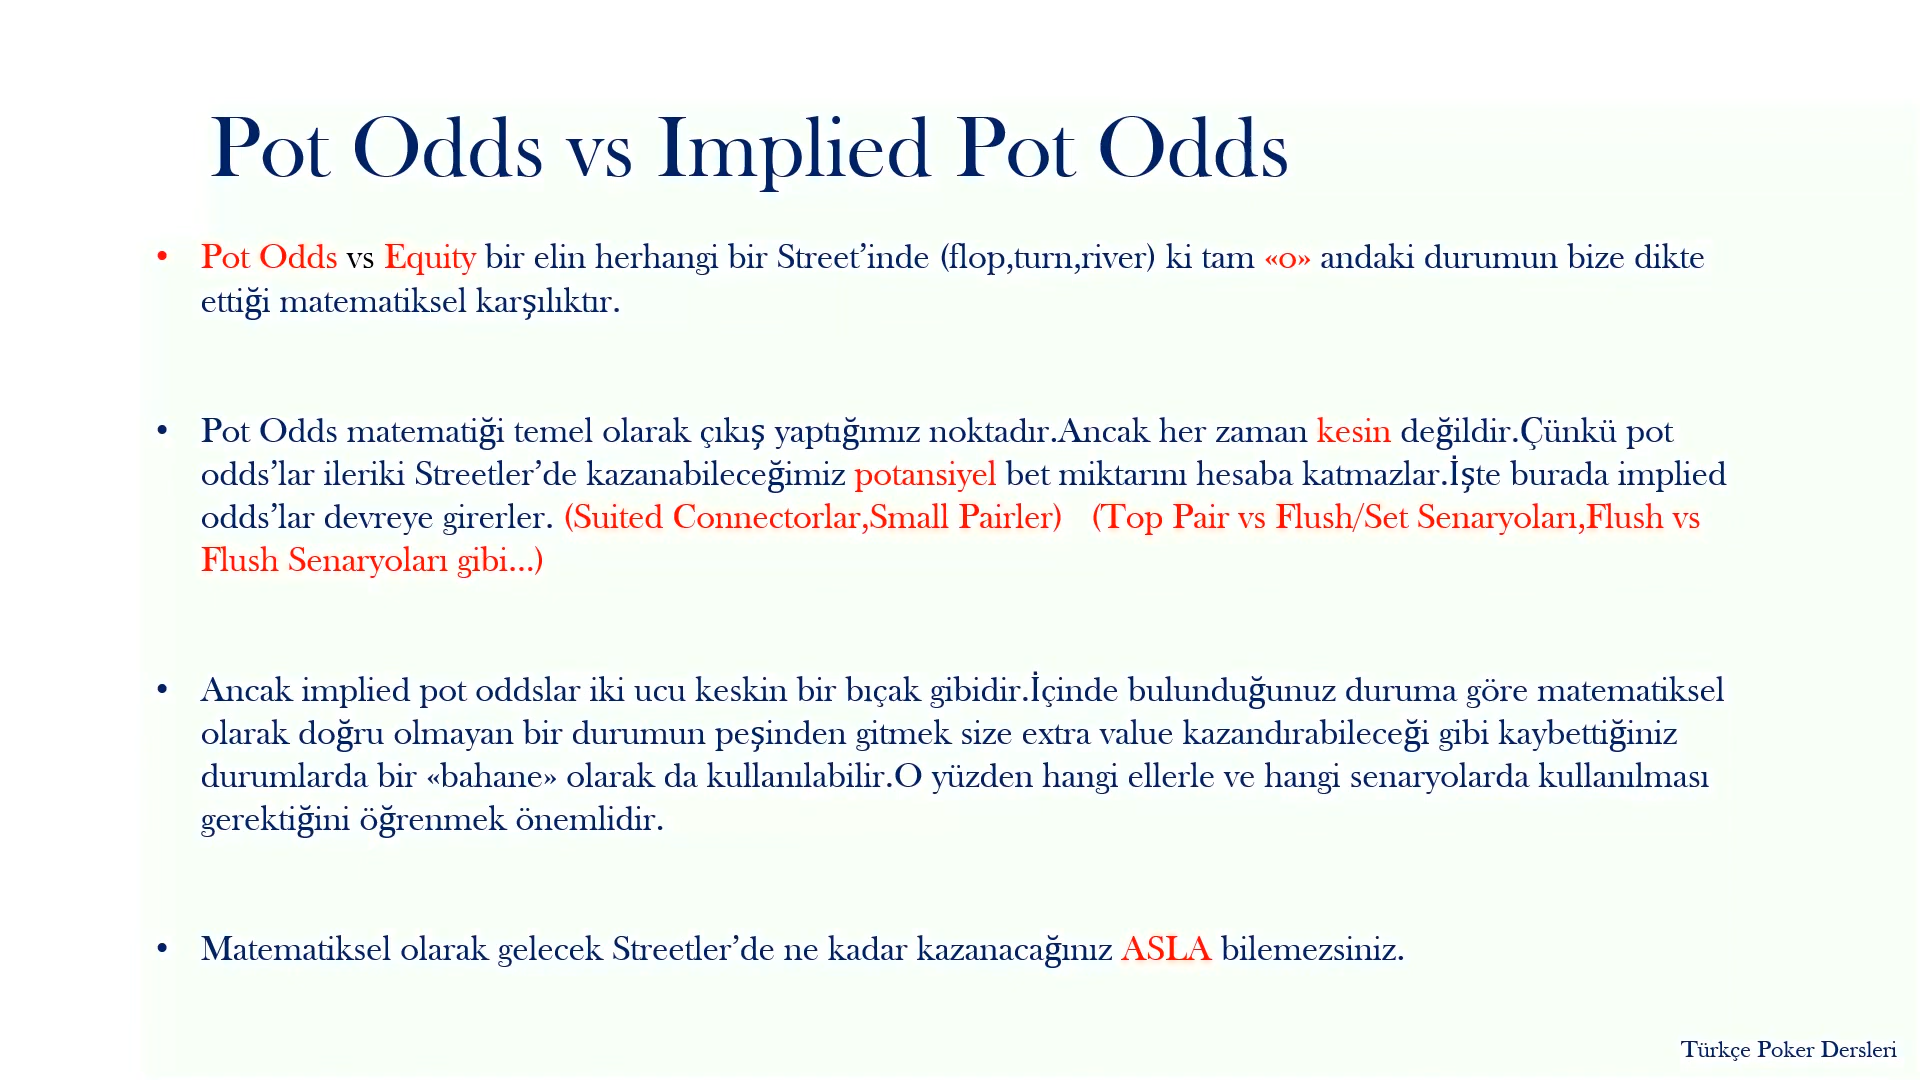 Pot Odds vs Implied Pot Odds
• Pot Odds vs Equity bir elin herhangi bir Street’inde (flop,turn,river) ki tam «o» andaki durumun bize dikte
ettiği matematiksel karşılıktır.
• Pot Odds matematiği temel olarak çıkış yaptığımız noktadır.Ancak her zaman kesin değildir.Çünkü pot
odds’lar ileriki Streetler’de kazanabileceğimiz potansiyel bet miktarını hesaba katmazlar.İşte burada implied
odds’lar devreye girerler. (Suited Connectorlar,Small Pairler) (Top Pair vs Flush/Set Senaryoları,Flush vs
Flush Senaryoları gibi...)
• Ancak implied pot oddslar iki ucu keskin bir bıçak gibidir.İçinde bulunduğunuz duruma göre matematiksel
olarak doğru olmayan bir durumun peşinden gitmek size extra value kazandırabileceği gibi kaybettiğiniz
durumlarda bir «bahane» olarak da kullanılabilir.O yüzden hangi ellerle ve hangi senaryolarda kullanılması
gerektiğini öğrenmek önemlidir.
• Matematiksel olarak gelecek Streetler’de ne kadar kazanacağınız ASLA bilemezsiniz.
Türkçe Poker Dersleri